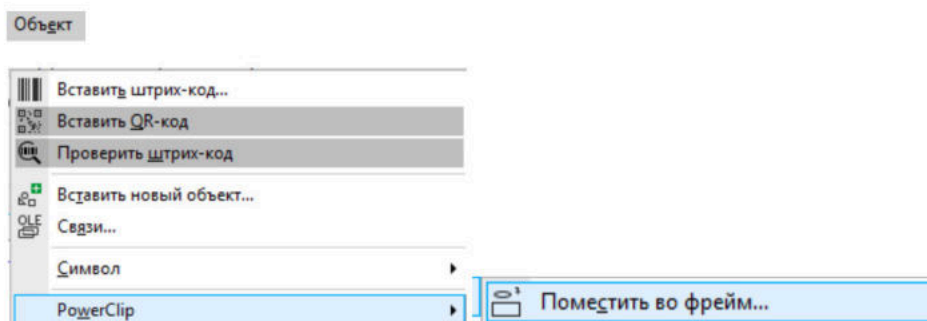 Объект
Вставить штрих-код...
Вставить QR-код
Проверить штрих-код
Вставить новый объект...
OLE Связи...
Символ
PowerClip
Поместить во фрейм...